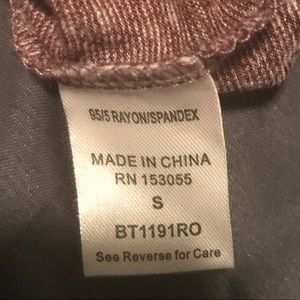 95/5 RAYON/SPANDEX
MADE IN CHINA
RN 153055
S
BT1191RO
See Reverse for Care